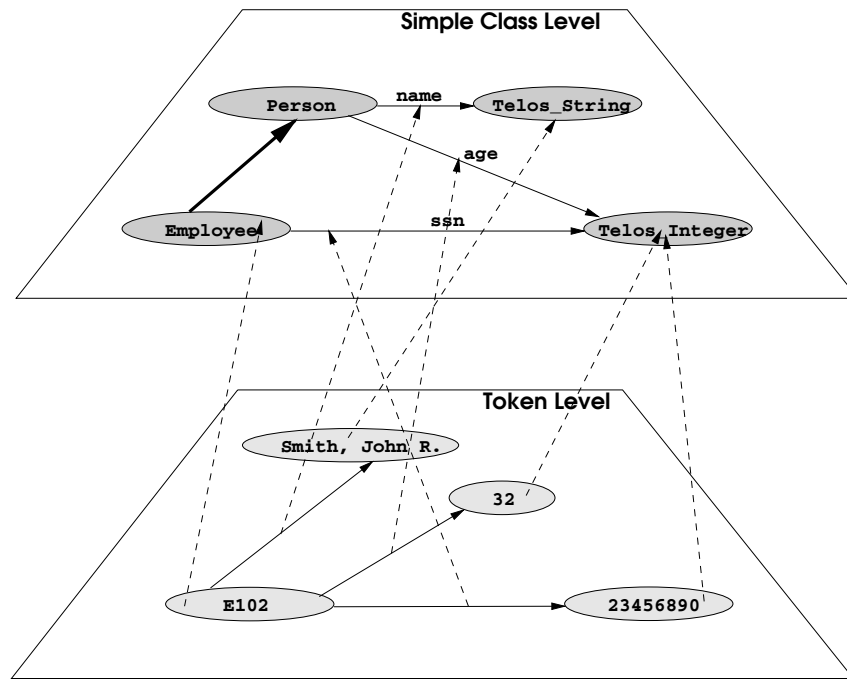 Simple Class Level
Person
name
Telos_String
age
Employee
ssn
Telos_Integer
Token Level
Smith, John R.
32
E102
23456890